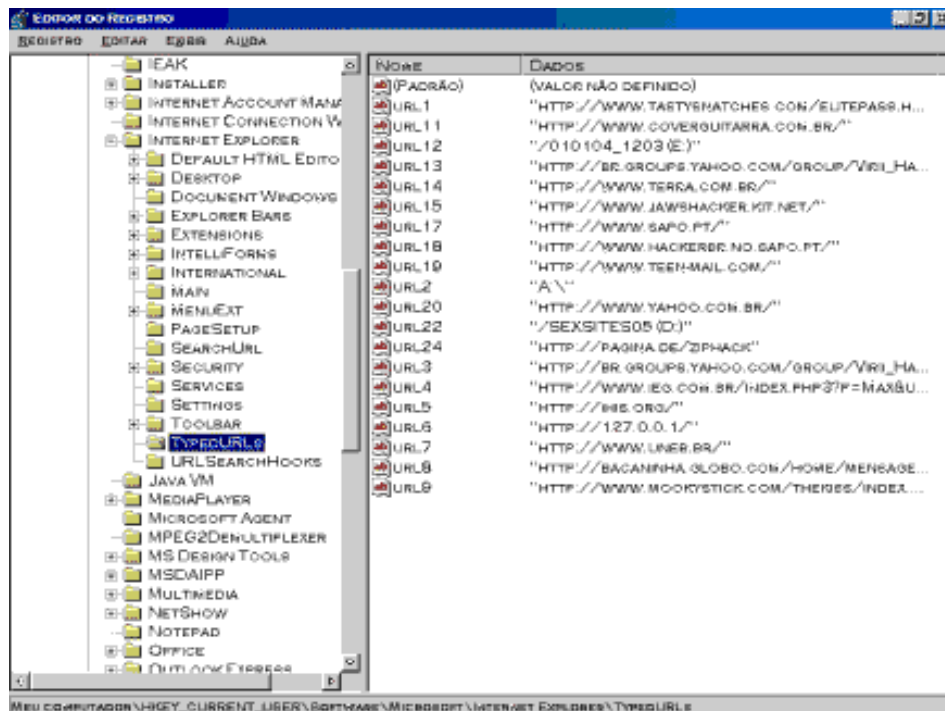 EDITOR DO REGISTRO
REGISTRO EDITAR EXIBIR AJUDA
IEAK
INSTALLER
INTERNET ACCOUNT MANA
INTERNET CONNECTION W
INTERNET EXPLORER
DEFAULT HTML EDITO
DESKTOP
DOCUMENT WINDOWS
EXPLORER BARS
EXTENSIONS
INTELLIFORMS
INTERNATIONAL
MAIN
MENUEXT
PAGESETUP
SEARCHURL
SECURITY
SERVICES
SETTINGS
TOOLBAR
TYPEDURLS
URLSEARCHHOOKS
JAVA VM
MEDIAPLAYER
MICROSOFT AGENT
MPEG2DEMULTIPLEXER
MS DESIGN TOOLS
MSDAIPP
MULTIMEDIA
NETSHOW
NOTEPAD
OFFICE
OUTLOOK EXPRESS
NOME DADOS
(PADRÃO) (VALOR NÃO DEFINIDO)
URL1 "HTTP://WWW.TASTYSNATCHES.COM/ELITEPASS.H...
URL11 "HTTP://WWW.COVERGUITARRA.COM.BR/"
URL12 "/010104_1203 (E:)"
URL13 "HTTP://BR.GROUPS.YAHOO.COM/GROUP/VIRII_HA...
URL14 "HTTP://WWW.TERRA.COM.BR/"
URL15 "HTTP://WWW.JAWSHACKER.KIT.NET/"
URL17 "HTTP://WWW.SAPO.PT/"
URL18 "HTTP://WWW.HACKERBR.NO.SAPO.PT/"
URL19 "HTTP://WWW.TEEN-MAIL.COM/"
URL2 "A:\"
URL20 "HTTP://WWW.YAHOO.COM.BR/"
URL22 "/SEXSITES05 (D:)"
URL24 "HTTP://PAGINA.DE/ZIPHACK"
URL3 "HTTP://BR.GROUPS.YAHOO.COM/GROUP/VIRII_HA...
URL4 "HTTP://WWW.IEG.COM.BR/INDEX.PHP3?F=MAX&U...
URL5
URL6 "HTTP://127.0.0.1/"
URL7 "HTTP://WWW.UNEB.BR/"
URL8 "HTTP://BACANINHA.GLOBO.COM/HOME/MENSAGE...
URL9 "HTTP://WWW.MOOKYSTICK.COM/THEKISS/INDEX....
MEU COMPUTADOR\HKEY_CURRENT_USER\SOFTWARE\MICROSOFT\INTERNET EXPLORER\TYPEDURLS